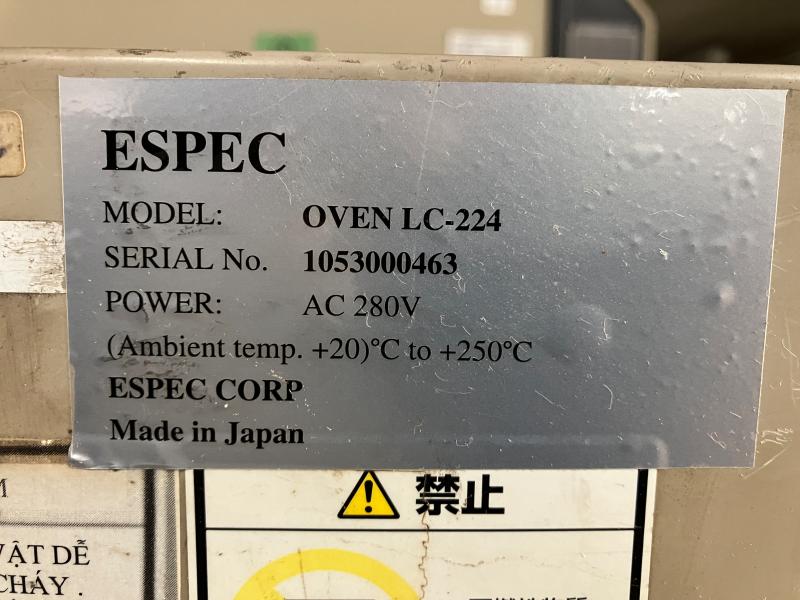 ESPEC
MODEL: OVEN LC-224
SERIAL No. 1053000463
POWER: AC 280V
(Ambient temp. +20)°C to +250°C
ESPEC CORP
Made in Japan
禁止
VẬT DỄ
CHÁY .